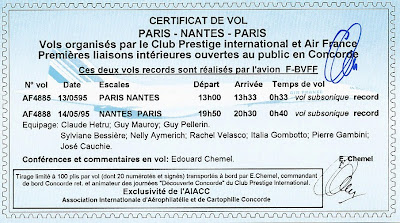 CERTIFICAT DE VOL
PARIS - NANTES - PARIS
Vols organisés par le Club Prestige international et Air France
Premières liaisons intérieures ouvertes au public en Concorde
Ces deux vols records sont réalisés par l'avion F-BVFF
N° vol Date Escales Départ Arrivée Temps de vol
AF4885 13/0595 PARIS NANTES 13h00 13h33 0h33 vol subsonique record
AF4888 14/05/95 NANTES PARIS 19h50 20h30 0h40 vol subsonique record
Equipage: Claude Hetru; Guy Mauroy; Guy Pellerin.
Sylviane Bessière; Nelly Aymerich; Rachel Velasco; Italia Gombotto; Pierre Gambini;
José Cauchie.
Conférences et commentaires en vol: Edouard Chemel.
E.Chemel
Tirage limité à 100 plis par vol (dont 20 numérotés et signés) transportés à bord par E.Chemel, commandant
de bord Concorde ret. et animateur des journées "Découverte Concorde" du Club Prestige International.
Exclusivité de l'AIACC
Association Internationale d'Aérophilatélie et de Cartophilie Concorde